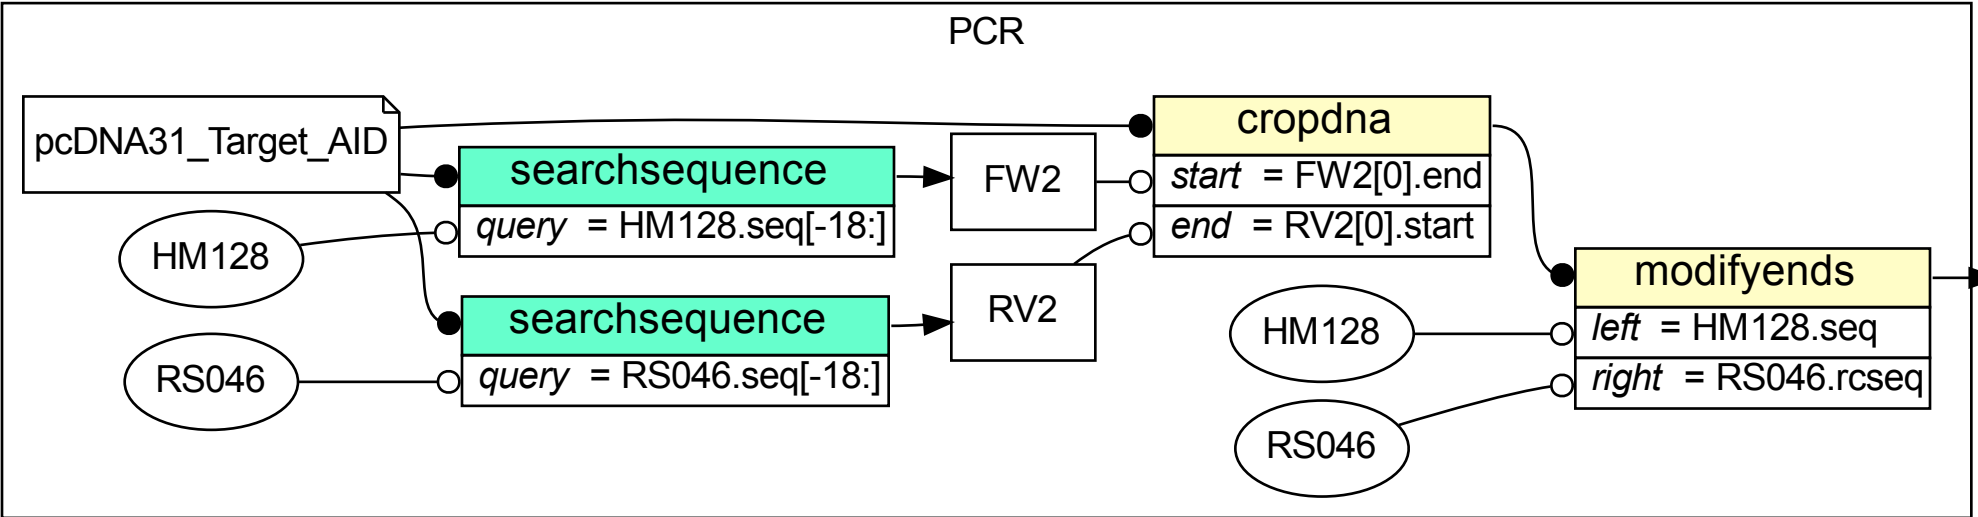 PCR
pcDNA31_Target_AID
searchsequence
query = HM128.seq[-18:]
HM128
searchsequence
query = RS046.seq[-18:]
RS046
FW2
RV2
cropdna
start = FW2[0].end
end = RV2[0].start
HM128
RS046
modifyends
left = HM128.seq
right = RS046.rcseq